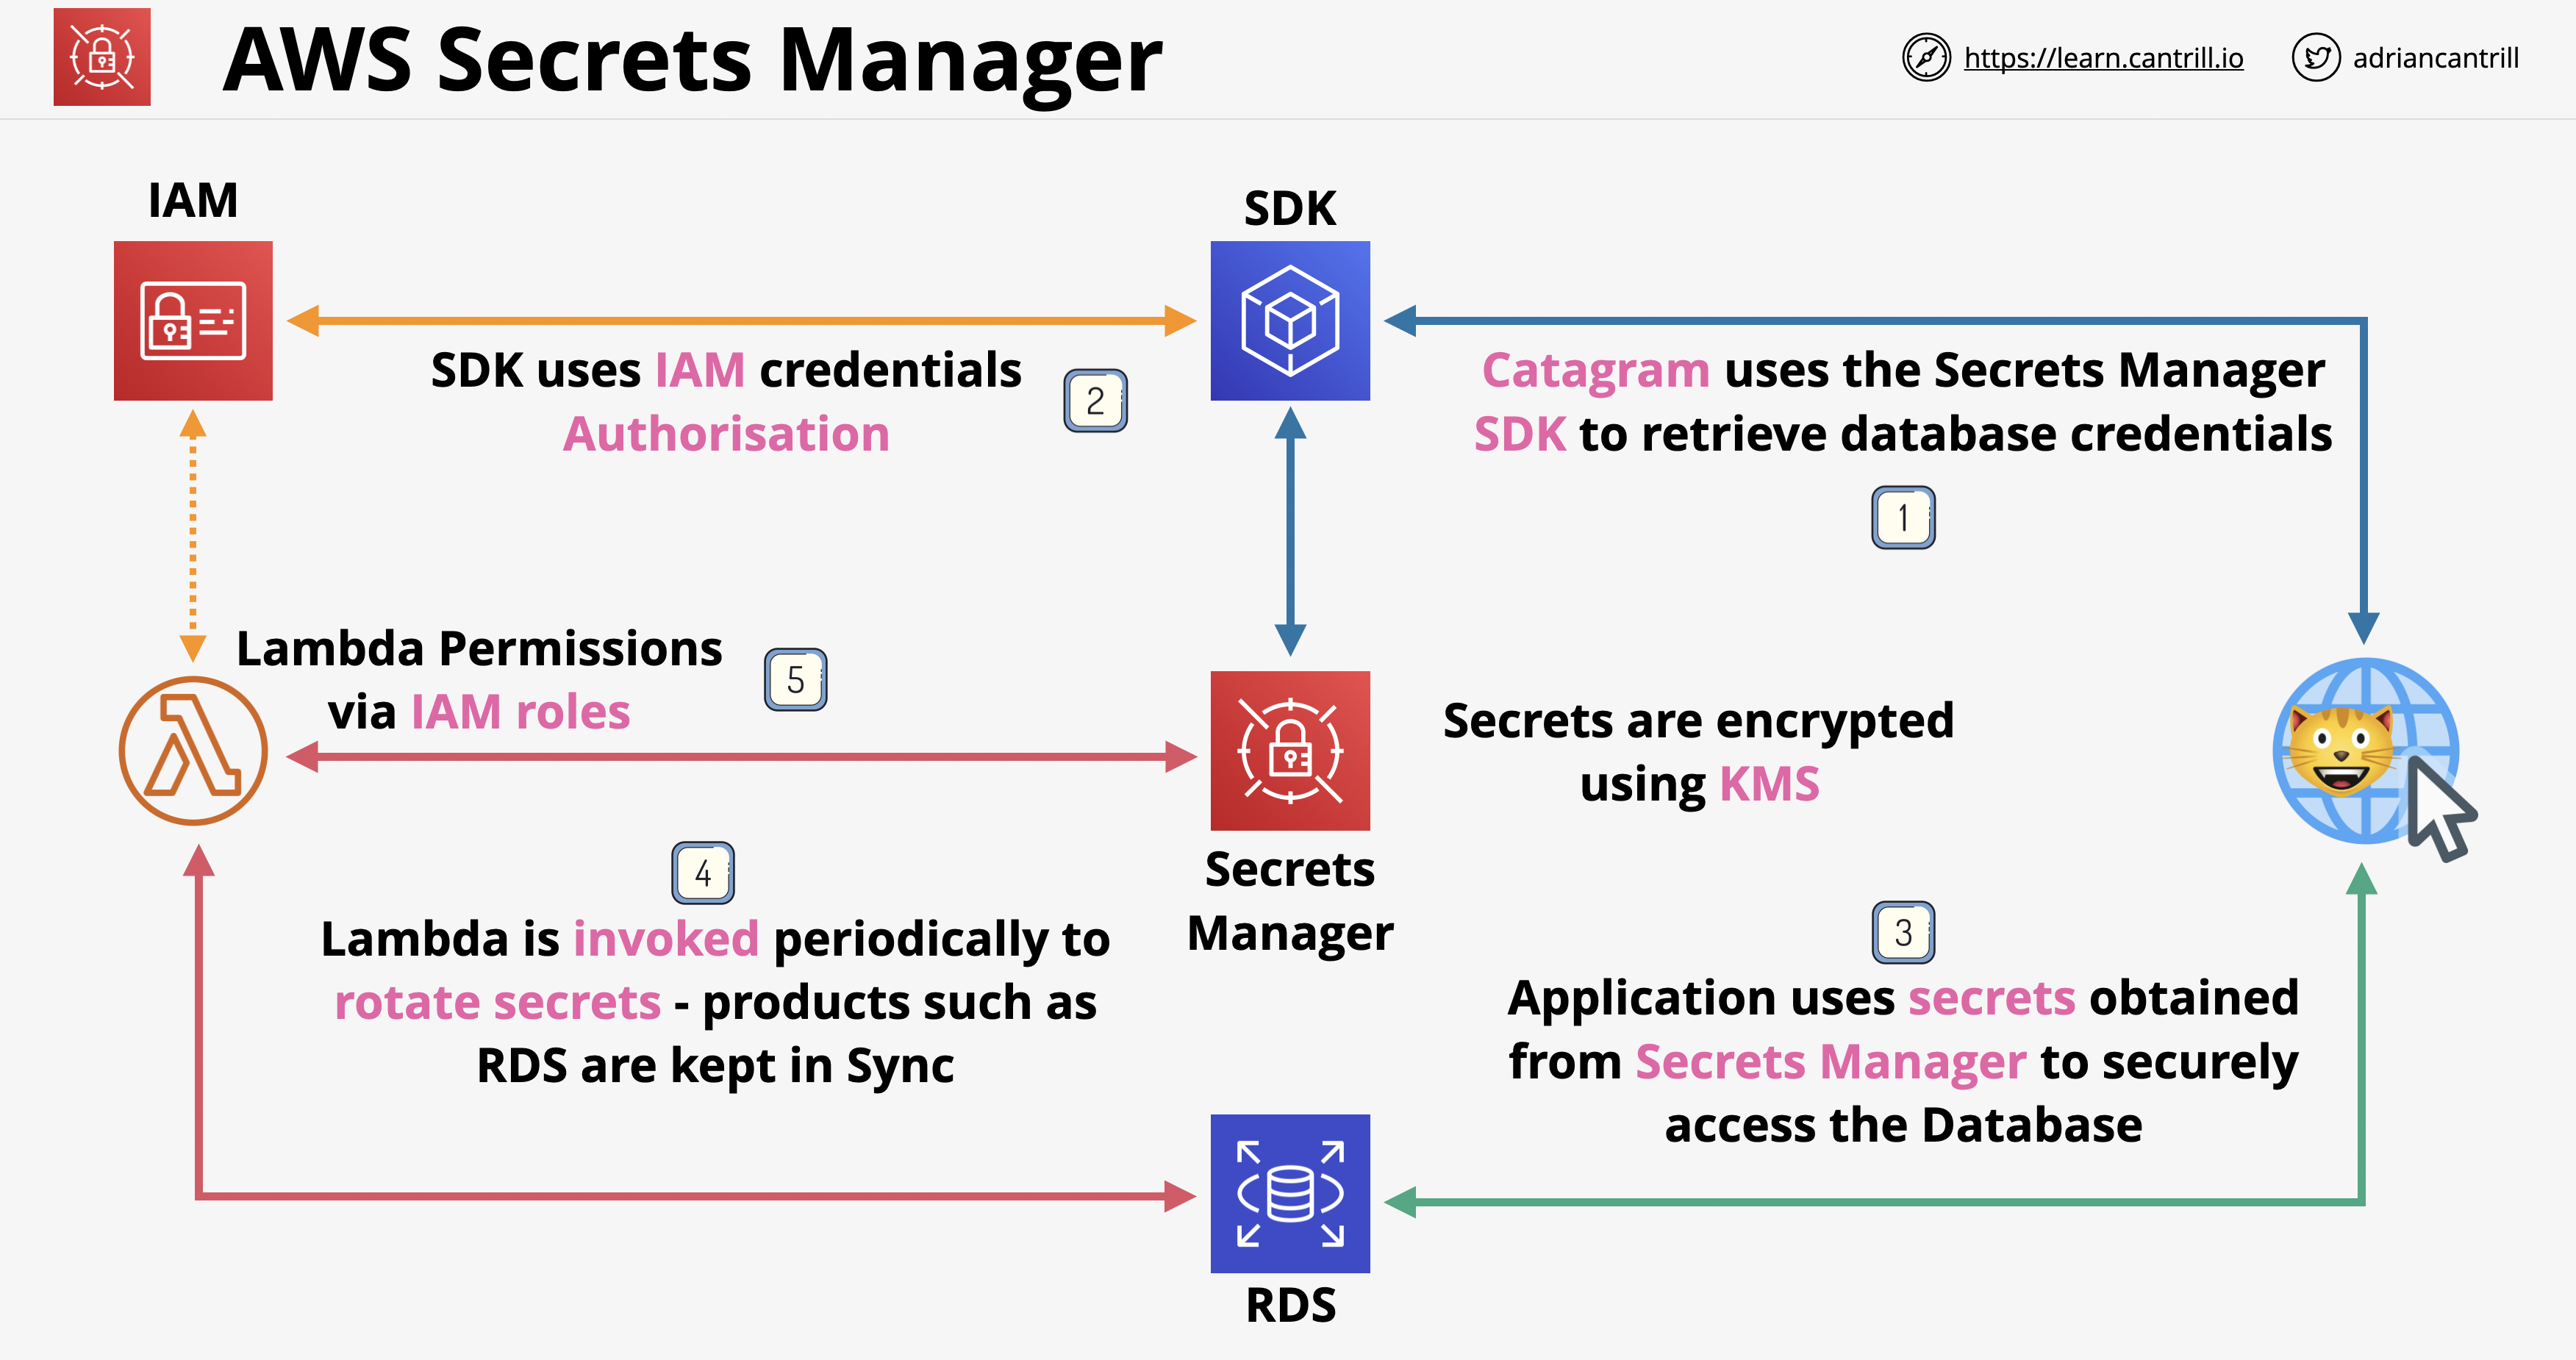 AWS Secrets Manager
https://learn.cantrill.io
adriancantrill
IAM
SDK
SDK uses IAM credentials
Authorisation
2
Catagram uses the Secrets Manager
SDK to retrieve database credentials
1
Lambda Permissions
via IAM roles
5
Secrets are encrypted
using KMS
Secrets
Manager
4
Lambda is invoked periodically to
rotate secrets - products such as
RDS are kept in Sync
3
Application uses secrets obtained
from Secrets Manager to securely
access the Database
RDS